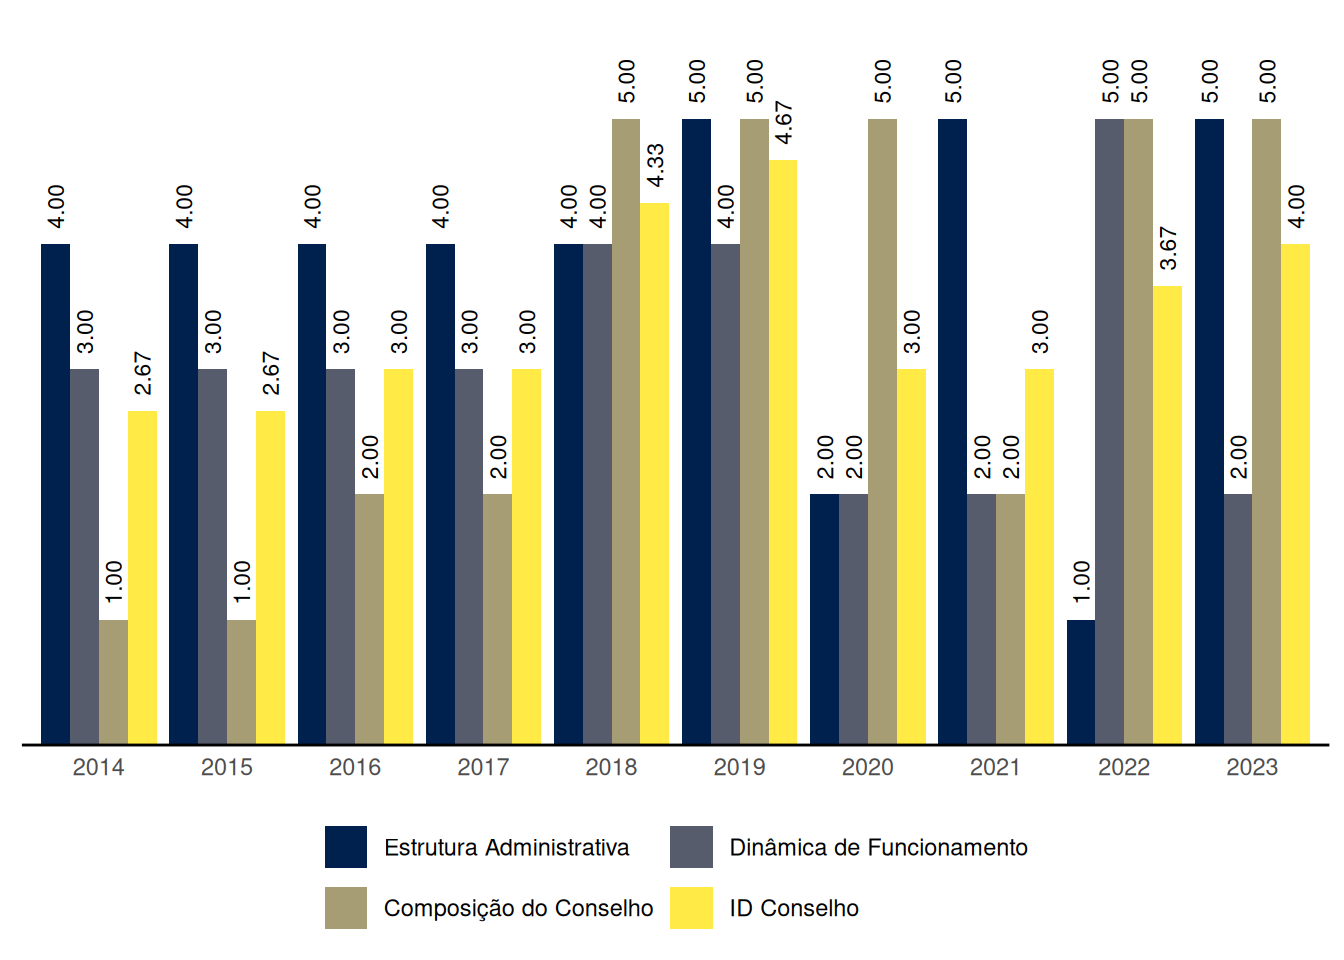 4.00 3.00 1.00 2.67
4.00 3.00 1.00 2.67
4.00 3.00 2.00 3.00
4.00 3.00 2.00 3.00
4.00 4.00 5.00 4.33
5.00 4.00 5.00 4.67
2.00 2.00 5.00 3.00
5.00 2.00 2.00 3.00
1.00 5.00 5.00 3.67
5.00 2.00 5.00 4.00
2014 2015 2016 2017 2018 2019 2020 2021 2022 2023
Estrutura Administrativa Dinâmica de Funcionamento
Composição do Conselho ID Conselho